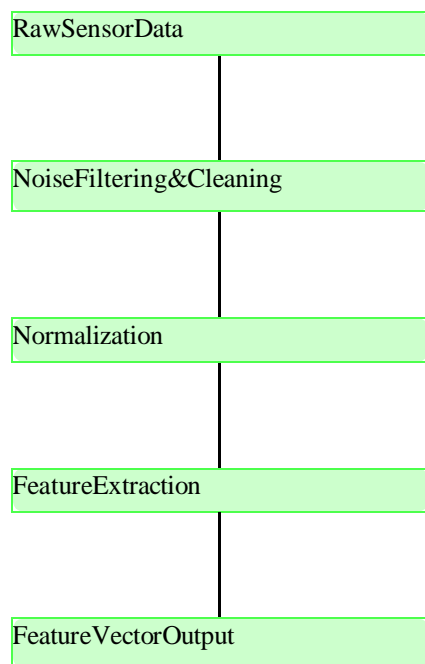 RawSensorData
NoiseFiltering&Cleaning
Normalization
FeatureExtraction
FeatureVectorOutput